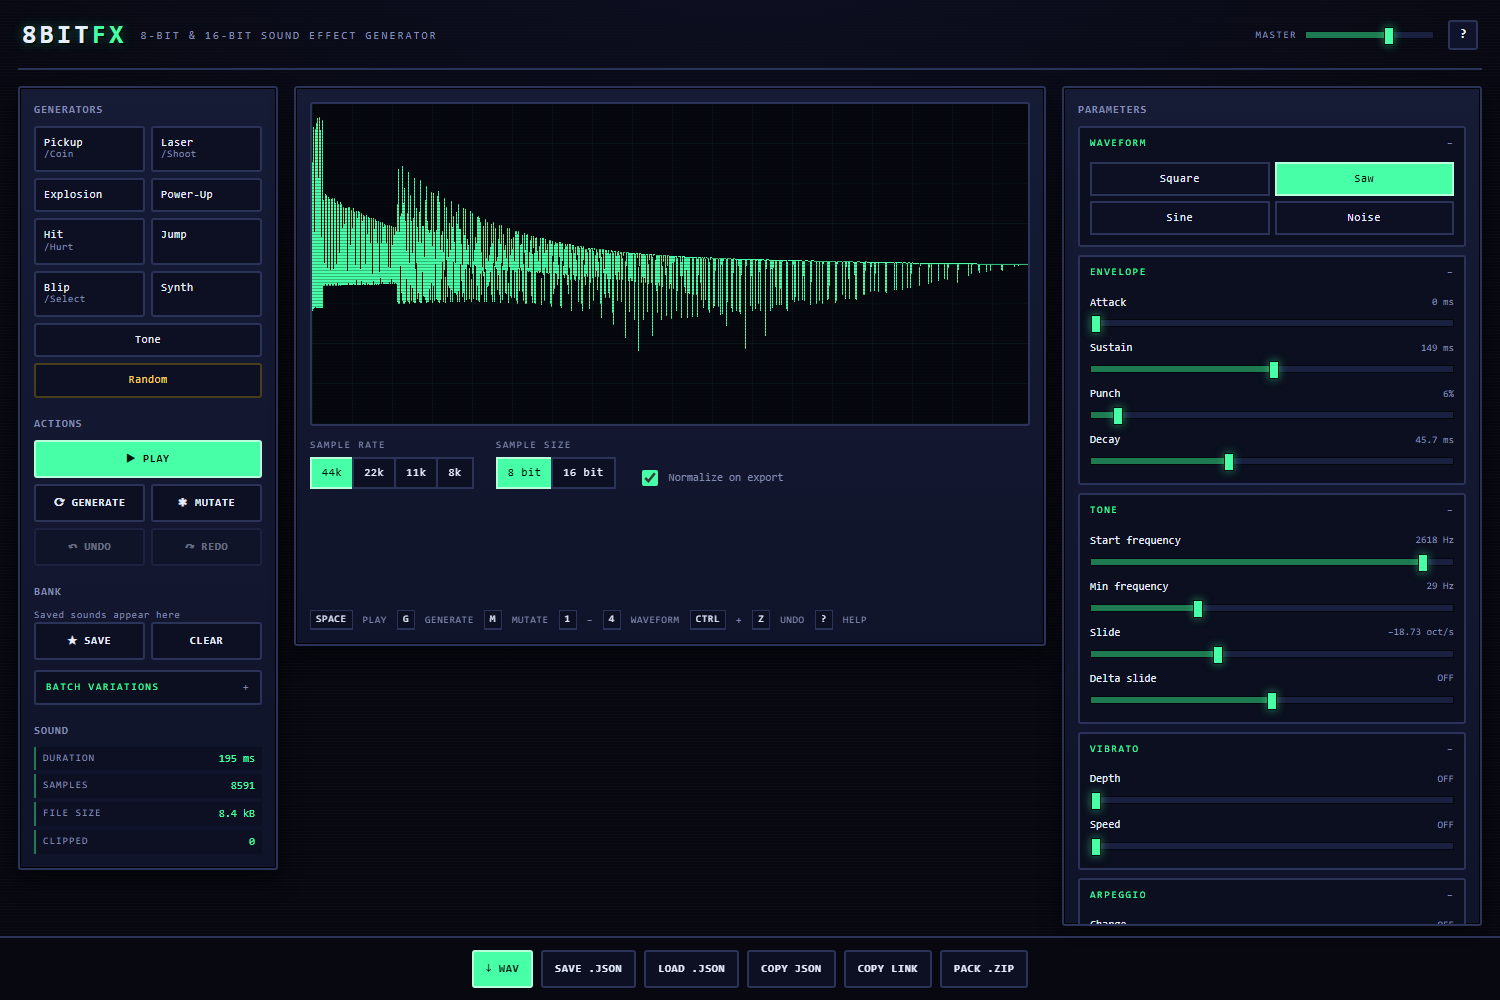 8BITFX 8-BIT & 16-BIT SOUND EFFECT GENERATOR
MASTER ?
GENERATORS
Pickup /Coin
Laser /Shoot
Explosion
Power-Up
Hit /Hurt
Jump
Blip /Select
Synth
Tone
Random
ACTIONS
▶ PLAY
⟳ GENERATE
✱ MUTATE
↶ UNDO
↷ REDO
BANK
Saved sounds appear here
★ SAVE
CLEAR
BATCH VARIATIONS +
SOUND
DURATION 195 ms
SAMPLES 8591
FILE SIZE 8.4 kB
CLIPPED 0
SAMPLE RATE
44k 22k 11k 8k
SAMPLE SIZE
8 bit 16 bit
Normalize on export
SPACE PLAY G GENERATE M MUTATE 1 – 4 WAVEFORM CTRL + Z UNDO ? HELP
PARAMETERS
WAVEFORM −
Square
Saw
Sine
Noise
ENVELOPE −
Attack 0 ms
Sustain 149 ms
Punch 6%
Decay 45.7 ms
TONE −
Start frequency 2618 Hz
Min frequency 29 Hz
Slide −18.73 oct/s
Delta slide OFF
VIBRATO −
Depth OFF
Speed OFF
ARPEGGIO −
Change OFF
↓ WAV
SAVE .JSON
LOAD .JSON
COPY JSON
COPY LINK
PACK .ZIP